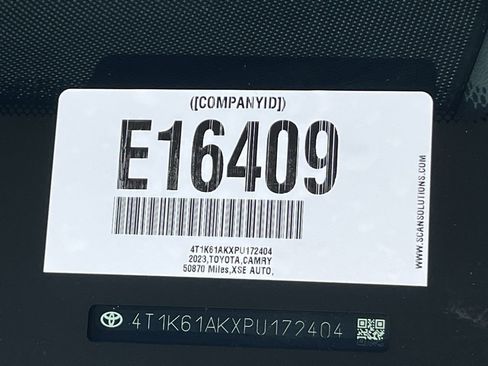 ([COMPANYID])
E16409
4T1K61AKXPU172404
2023,TOYOTA,CAMRY
50870 Miles,XSE AUTO,
WWW.SCANSOLUTIONS.COM
4T1K61AKXPU172404